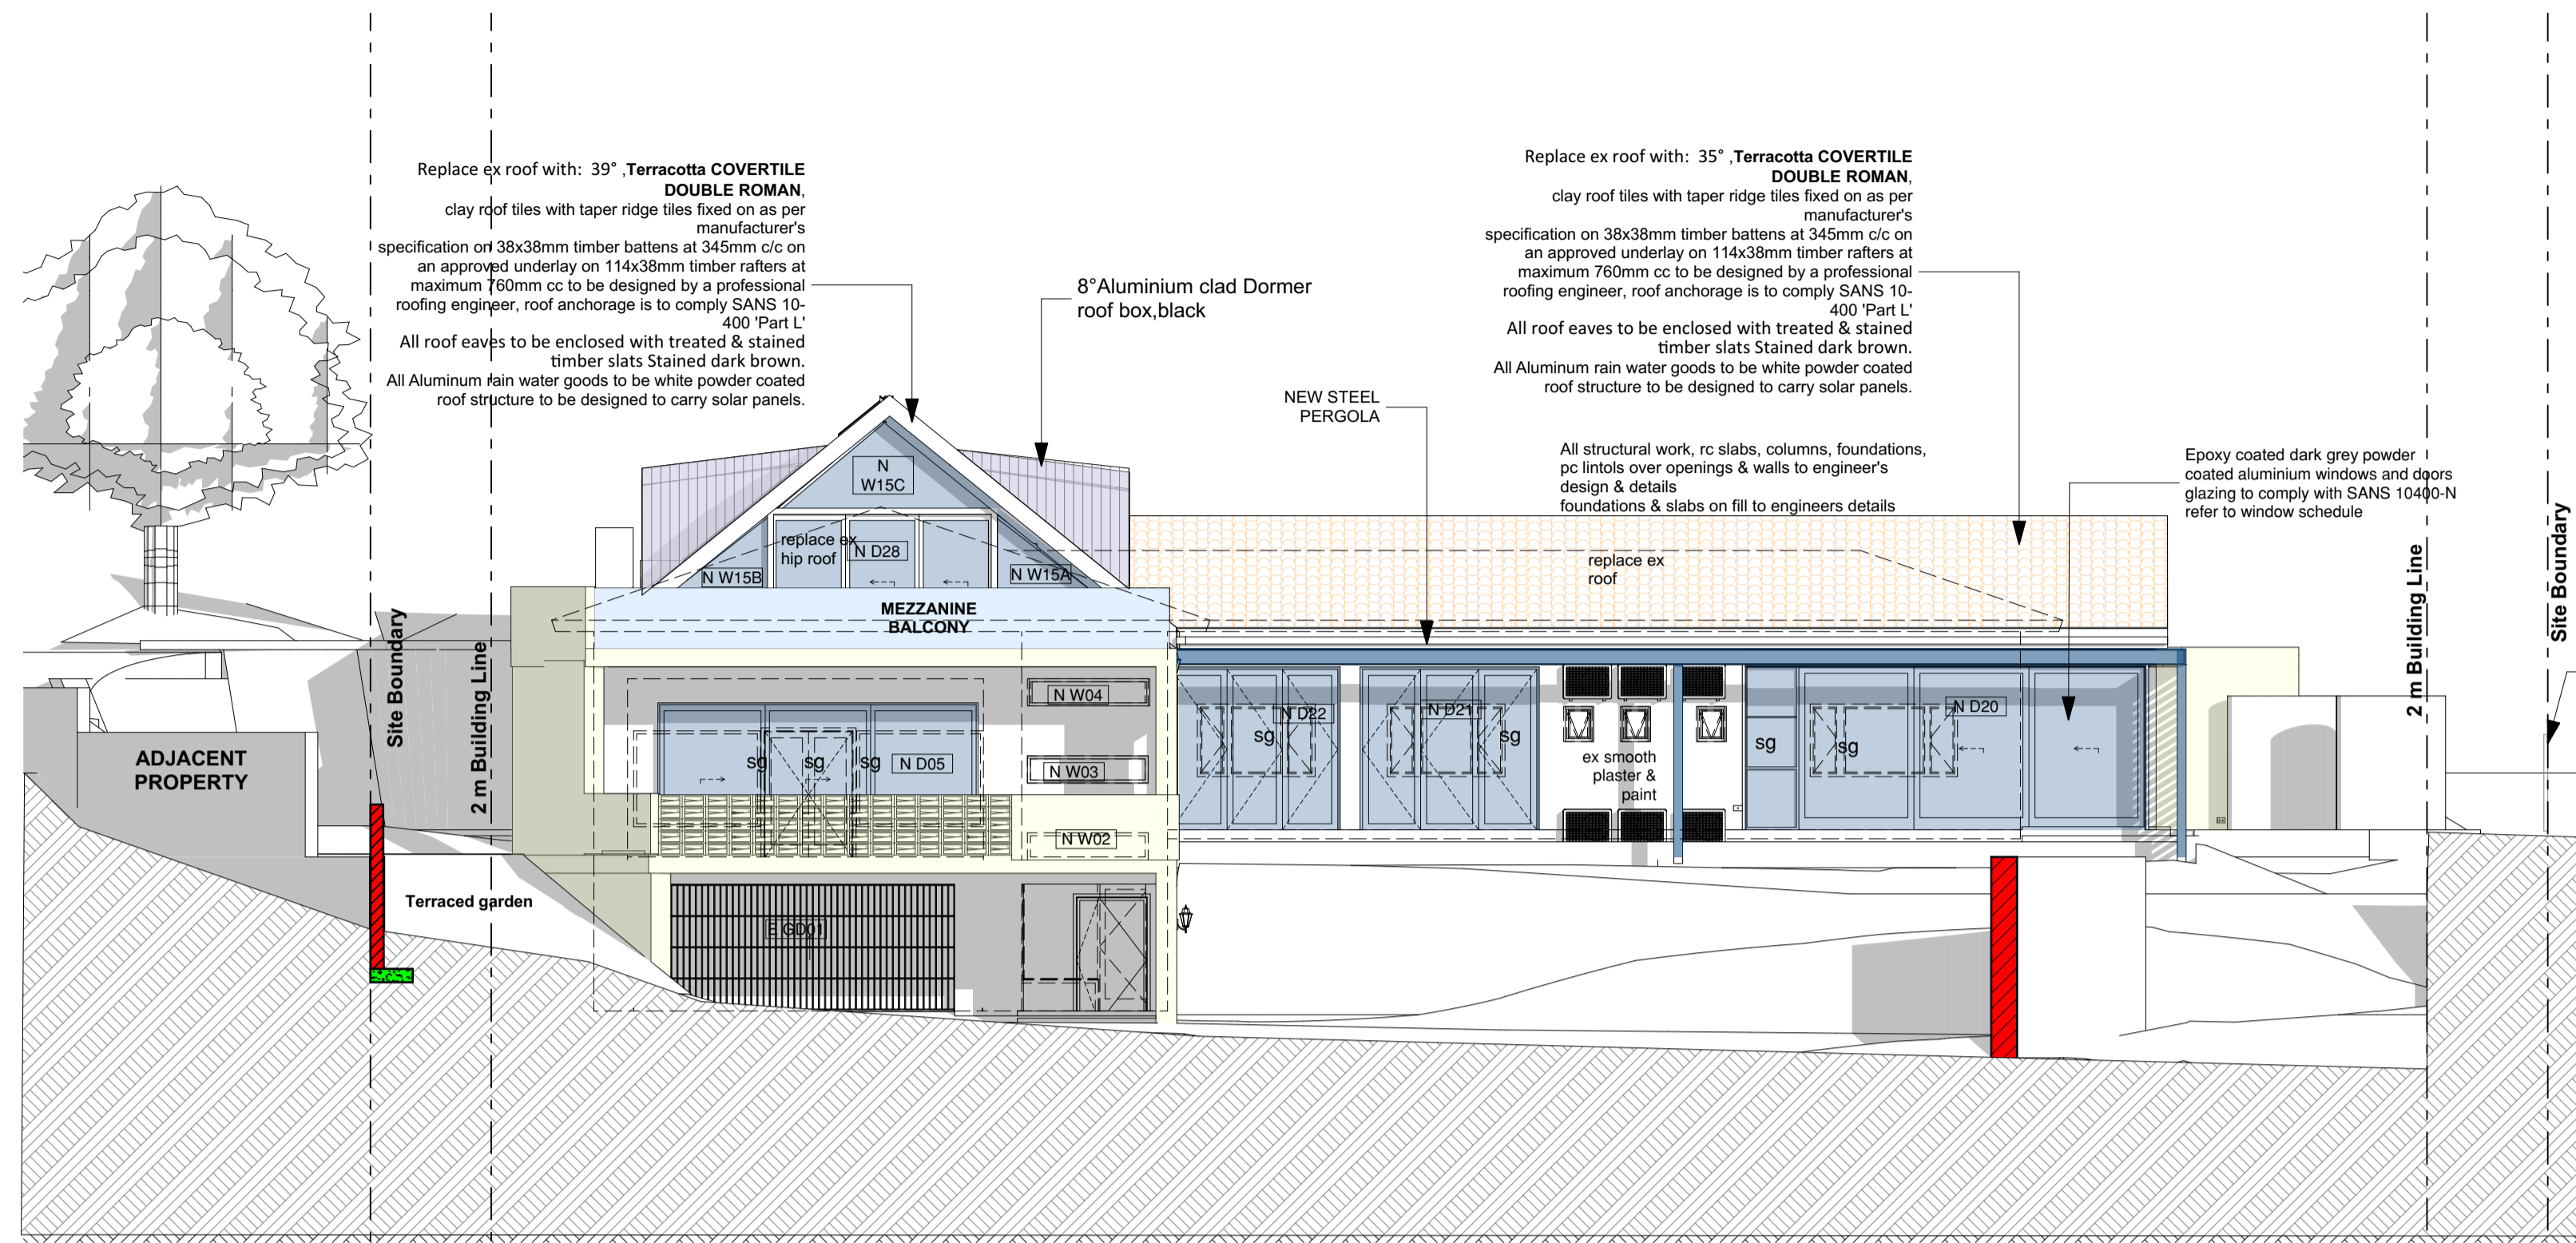 Replace ex roof with: 39° ,Terracotta COVERTILE
DOUBLE ROMAN,
clay roof tiles with taper ridge tiles fixed on as per
manufacturer's
specification on 38x38mm timber battens at 345mm c/c on
an approved underlay on 114x38mm timber rafters at
maximum 760mm cc to be designed by a professional
roofing engineer, roof anchorage is to comply SANS 10-
400 'Part L'
All roof eaves to be enclosed with treated & stained
timber slats Stained dark brown.
All Aluminum rain water goods to be white powder coated
roof structure to be designed to carry solar panels.
8°Aluminium clad Dormer
roof box,black
NEW STEEL
PERGOLA
Replace ex roof with: 35° ,Terracotta COVERTILE
DOUBLE ROMAN,
clay roof tiles with taper ridge tiles fixed on as per
manufacturer's
specification on 38x38mm timber battens at 345mm c/c on
an approved underlay on 114x38mm timber rafters at
maximum 760mm cc to be designed by a professional
roofing engineer, roof anchorage is to comply SANS 10-
400 'Part L'
All roof eaves to be enclosed with treated & stained
timber slats Stained dark brown.
All Aluminum rain water goods to be white powder coated
roof structure to be designed to carry solar panels.
All structural work, rc slabs, columns, foundations,
pc lintols over openings & walls to engineer's
design & details
foundations & slabs on fill to engineers details
Epoxy coated dark grey powder
coated aluminium windows and doors
glazing to comply with SANS 10400-N
refer to window schedule
N
W15C
replace ex
hip roof
N D28
N W15B
N W15A
replace ex
roof
MEZZANINE
BALCONY
Site Boundary
2 m Building Line
2 m Building Line
Site Boundary
ADJACENT
PROPERTY
N W04
N W03
N W02
sg
sg
sg
N D05
N D22
sg
N D21
sg
ex smooth
plaster &
paint
sg
sg
N D20
Terraced garden
E GD01